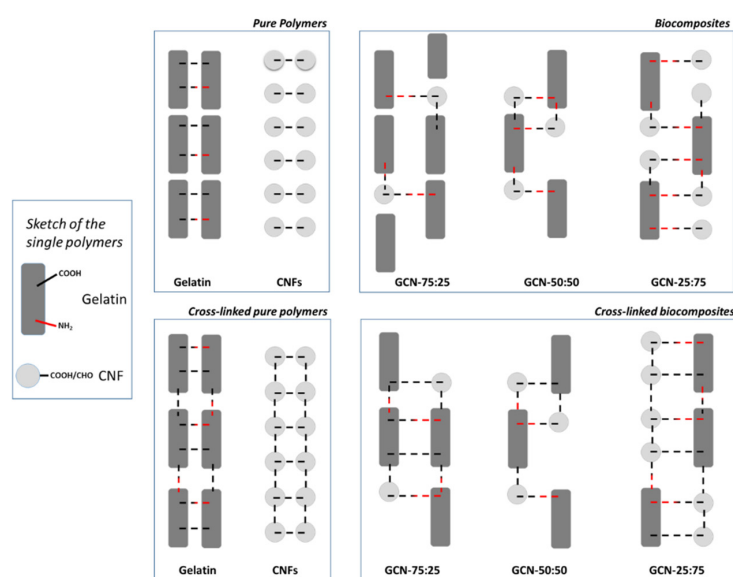 Pure Polymers
Biocomposites
Gelatin
CNFs
GCN-75:25
GCN-50:50
GCN-25:75
Sketch of the
single polymers
COOH
Gelatin
NH₂
COOH/CHO CNF
Cross-linked pure polymers
Cross-linked biocomposites
Gelatin
CNFs
GCN-75:25
GCN-50:50
GCN-25:75